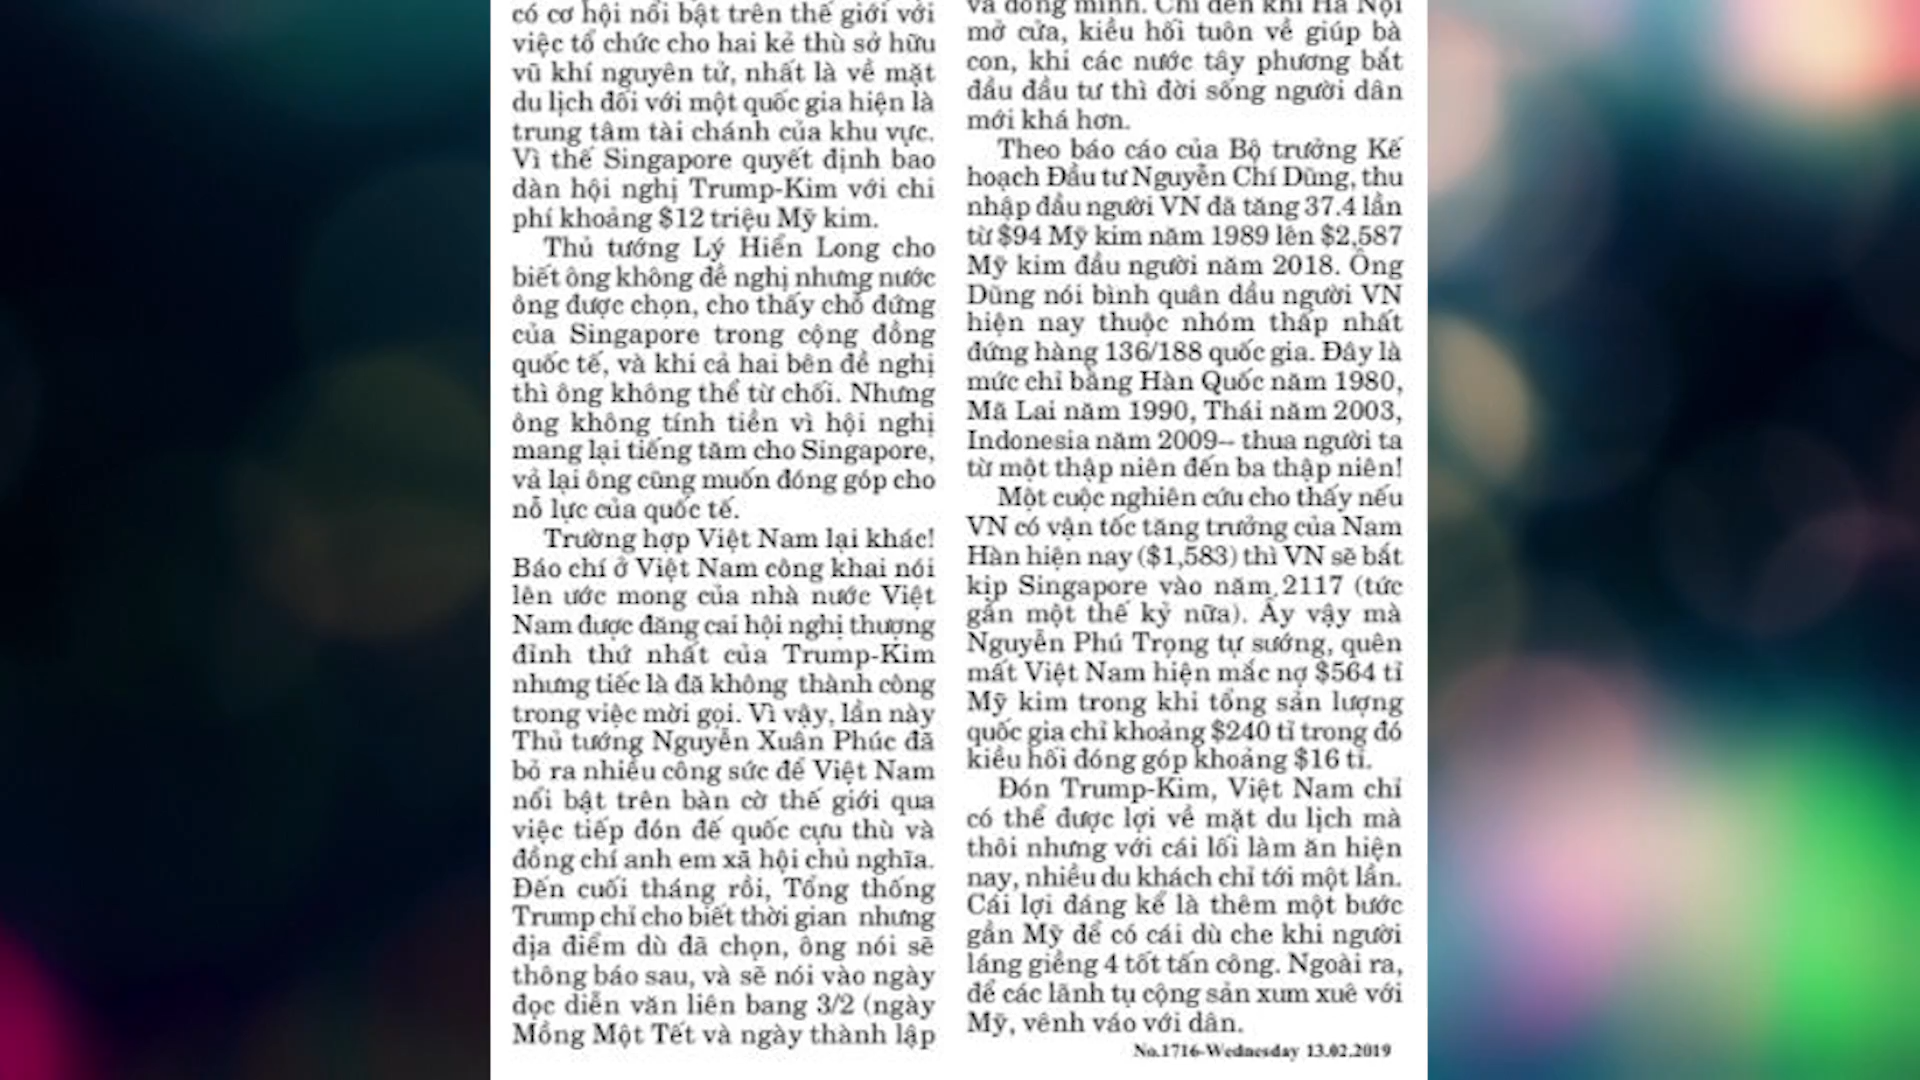 có cơ hội nổi bật trên thế giới với
việc tổ chức cho hai kẻ thù sở hữu
vũ khí nguyên tử, nhất là về mặt
du lịch đối với một quốc gia hiện là
trung tâm tài chánh của khu vực.
Vì thế Singapore quyết định bao
dàn hội nghị Trump-Kim với chi
phí khoảng $12 triệu Mỹ kim.
Thủ tướng Lý Hiển Long cho
biết ông không đề nghị nhưng nước
ông được chọn, cho thấy chỗ đứng
của Singapore trong cộng đồng
quốc tế, và khi cả hai bên đề nghị
thì ông không thể từ chối. Nhưng
ông không tính tiền vì hội nghị
mang lại tiếng tăm cho Singapore,
vả lại ông cũng muốn đóng góp cho
nỗ lực của quốc tế.
Trường hợp Việt Nam lại khác!
Báo chí ở Việt Nam công khai nói
lên ước mong của nhà nước Việt
Nam được đăng cai hội nghị thượng
đỉnh thứ nhất của Trump-Kim
nhưng tiếc là đã không thành công
trong việc mời gọi. Vì vậy, lần này
Thủ tướng Nguyễn Xuân Phúc đã
bỏ ra nhiều công sức để Việt Nam
nổi bật trên bàn cờ thế giới qua
việc tiếp đón đế quốc cựu thù và
đồng chí anh em xã hội chủ nghĩa.
Đến cuối tháng rồi, Tổng thống
Trump chỉ cho biết thời gian nhưng
địa điểm dù đã chọn, ông nói sẽ
thông báo sau, và sẽ nói vào ngày
đọc diễn văn liên bang 3/2 (ngày
Mồng Một Tết và ngày thành lập
và đồng minh. Chỉ đến khi Hà Nội
mở cửa, kiều hối tuôn về giúp bà
con, khi các nước tây phương bắt
đầu đầu tư thì đời sống người dân
mới khá hơn.
Theo báo cáo của Bộ trưởng Kế
hoạch Đầu tư Nguyễn Chí Dũng, thu
nhập đầu người VN đã tăng 37.4 lần
từ $94 Mỹ kim năm 1989 lên $2,587
Mỹ kim đầu người năm 2018. Ông
Dũng nói bình quân dầu người VN
hiện nay thuộc nhóm thấp nhất
đứng hàng 136/188 quốc gia. Đây là
mức chỉ bằng Hàn Quốc năm 1980,
Mã Lai năm 1990, Thái năm 2003,
Indonesia năm 2009-- thua người ta
từ một thập niên đến ba thập niên!
Một cuộc nghiên cứu cho thấy nếu
VN có vận tốc tăng trưởng của Nam
Hàn hiện nay ($1,583) thì VN sẽ bắt
kịp Singapore vào năm 2117 (tức
gần một thế kỷ nữa). Ấy vậy mà
Nguyễn Phú Trọng tự sướng, quên
mất Việt Nam hiện mắc nợ $564 tỉ
Mỹ kim trong khi tổng sản lượng
quốc gia chỉ khoảng $240 tỉ trong đó
kiều hối đóng góp khoảng $16 tỉ.
Đón Trump-Kim, Việt Nam chỉ
có thể được lợi về mặt du lịch mà
thôi nhưng với cái lối làm ăn hiện
nay, nhiều du khách chỉ tới một lần.
Cái lợi đáng kể là thêm một bước
gần Mỹ để có cái dù che khi người
láng giềng 4 tốt tấn công. Ngoài ra,
để các lãnh tụ cộng sản xum xuê với
Mỹ, vênh váo với dân.
No.1716-Wednesday 13.02.2019